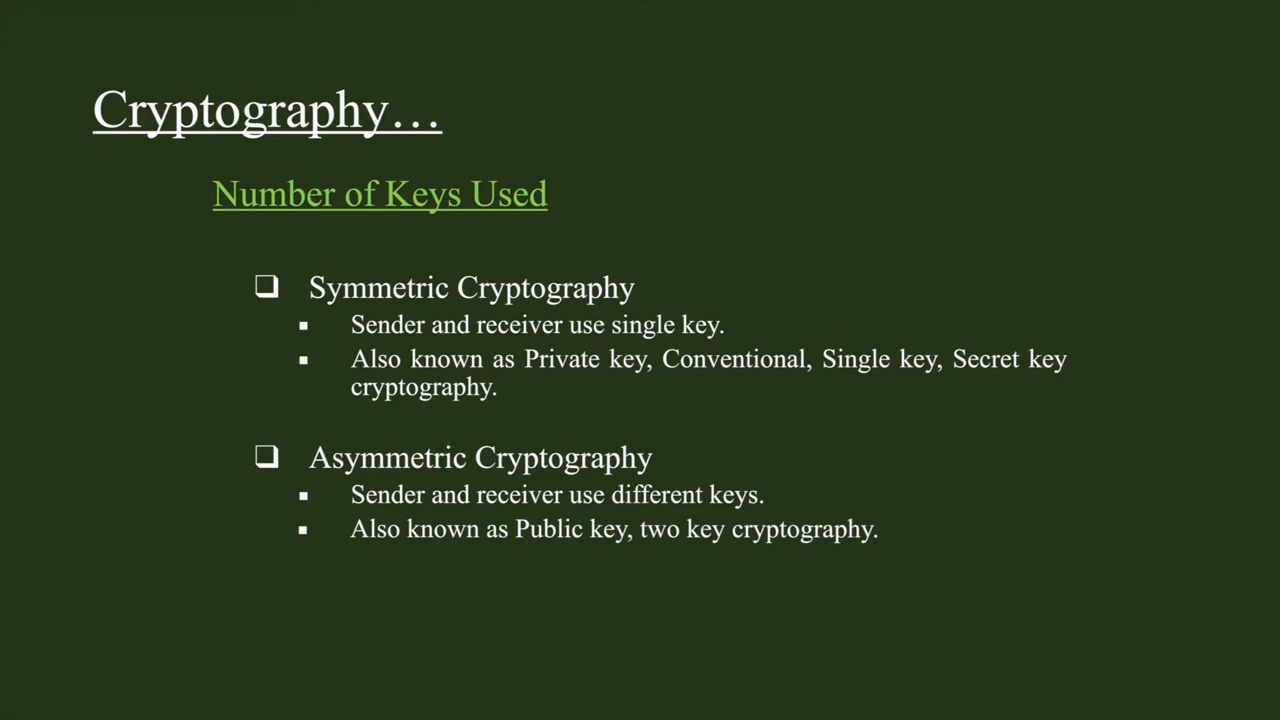 Cryptography…
Number of Keys Used
❑ Symmetric Cryptography
▪ Sender and receiver use single key.
▪ Also known as Private key, Conventional, Single key, Secret key
cryptography.
❑ Asymmetric Cryptography
▪ Sender and receiver use different keys.
▪ Also known as Public key, two key cryptography.